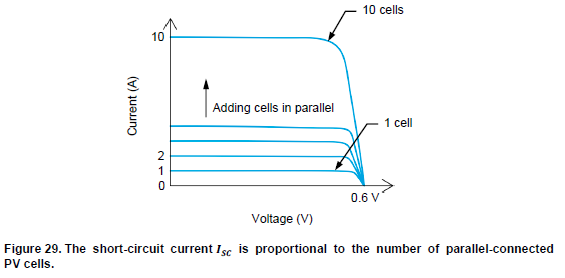 10 cells
10
Current (A)
Adding cells in parallel
1 cell
2
1
0
0.6 V
Voltage (V)
Figure 29. The short-circuit current Isc is proportional to the number of parallel-connected
PV cells.